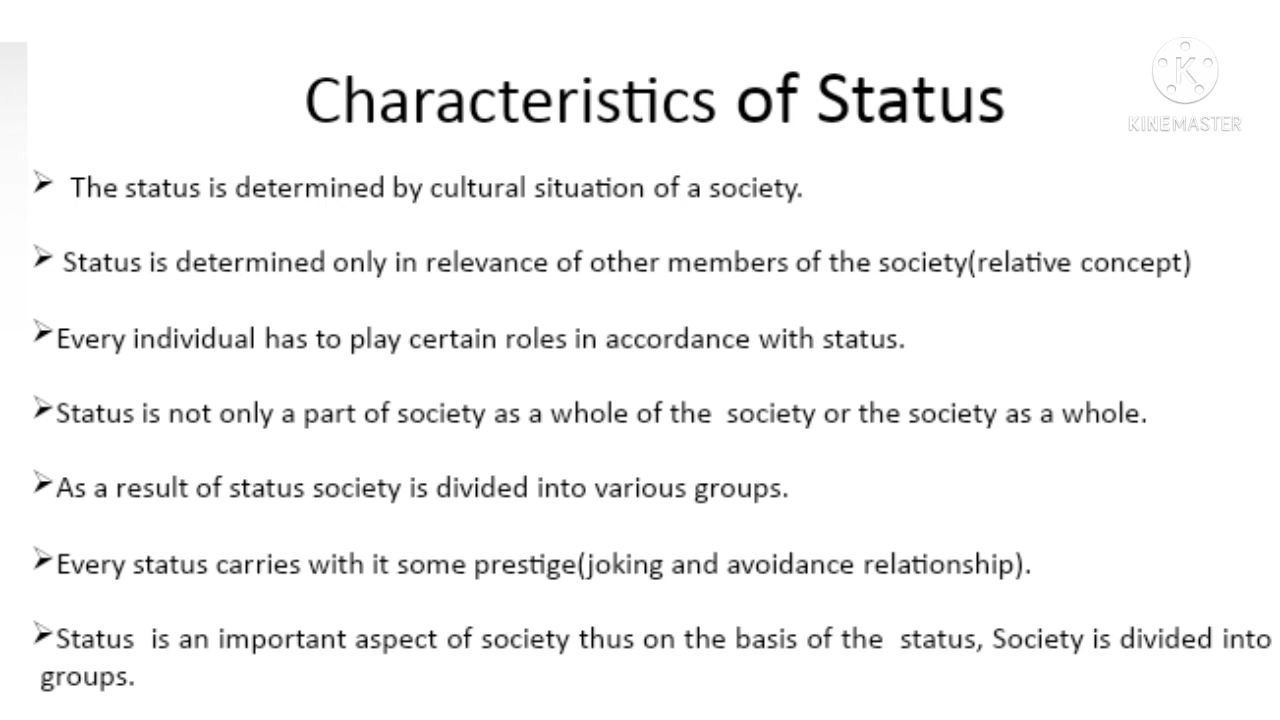 Characteristics of Status
KINEMASTER
➢ The status is determined by cultural situation of a society.
➢ Status is determined only in relevance of other members of the society(relative concept)
➢Every individual has to play certain roles in accordance with status.
➢Status is not only a part of society as a whole of the  society or the society as a whole.
➢As a result of status society is divided into various groups.
➢Every status carries with it some prestige(joking and avoidance relationship).
➢Status  is an important aspect of society thus on the basis of the  status, Society is divided into
groups.